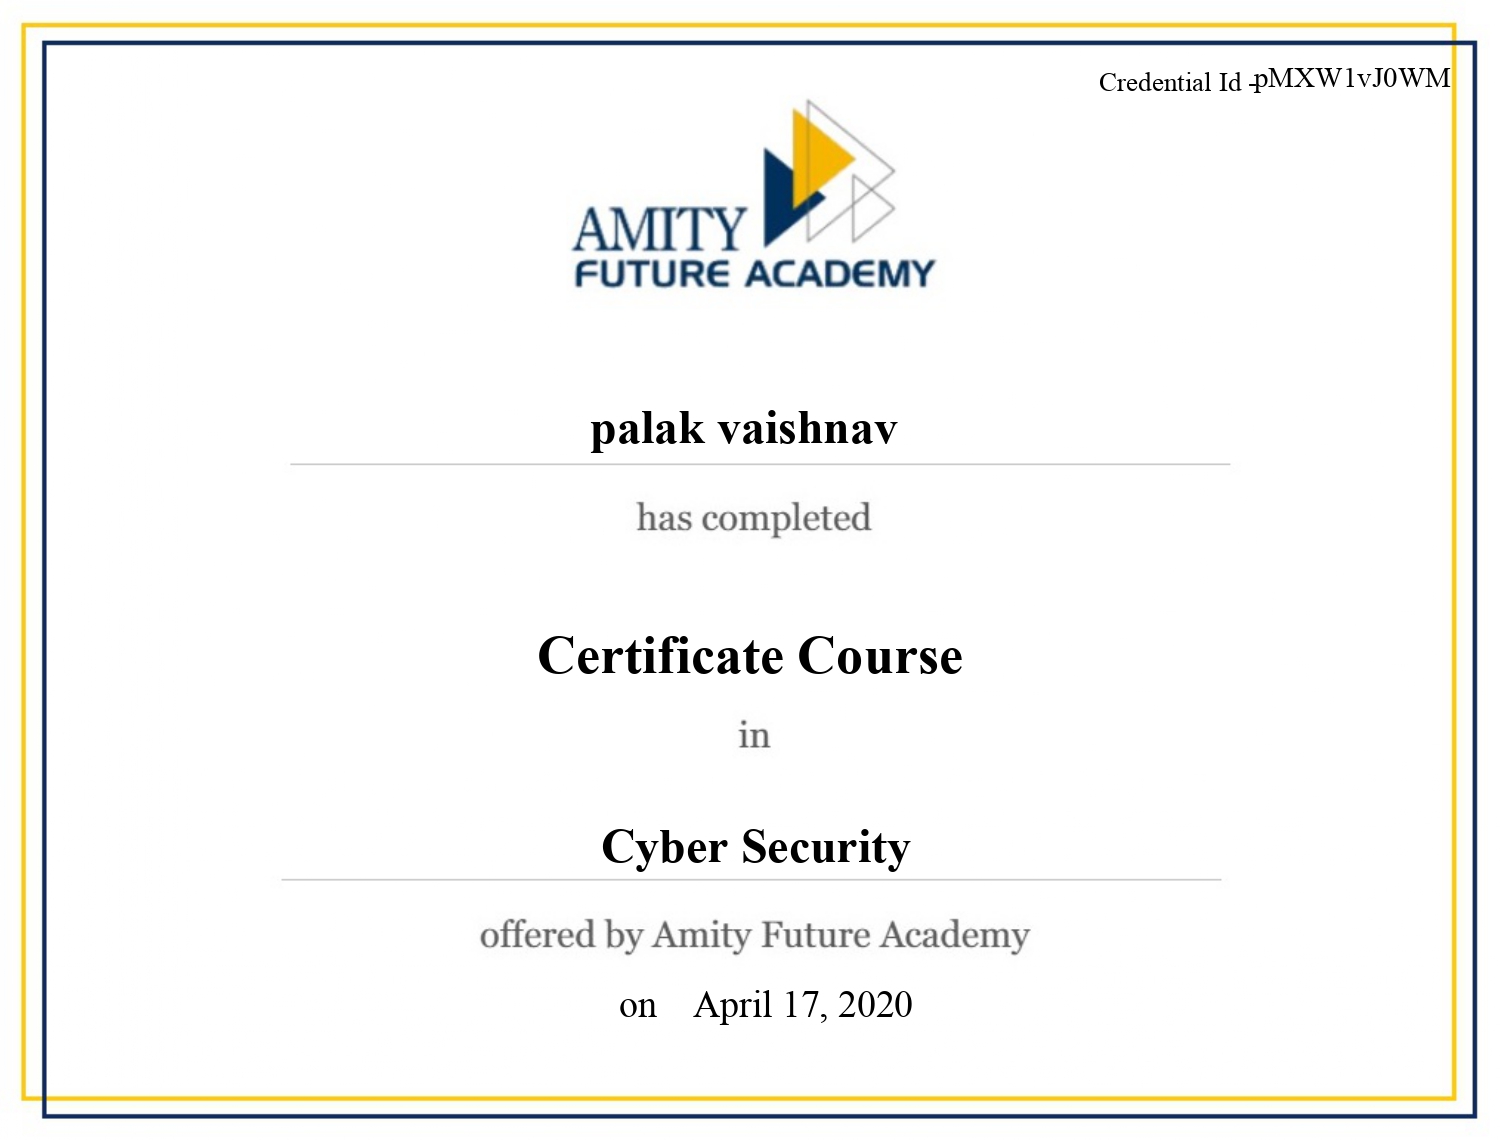 Credential Id -pMXW1vJ0WM
AMITY
FUTURE ACADEMY
palak vaishnav
has completed
Certificate Course
in
Cyber Security
offered by Amity Future Academy
on April 17, 2020